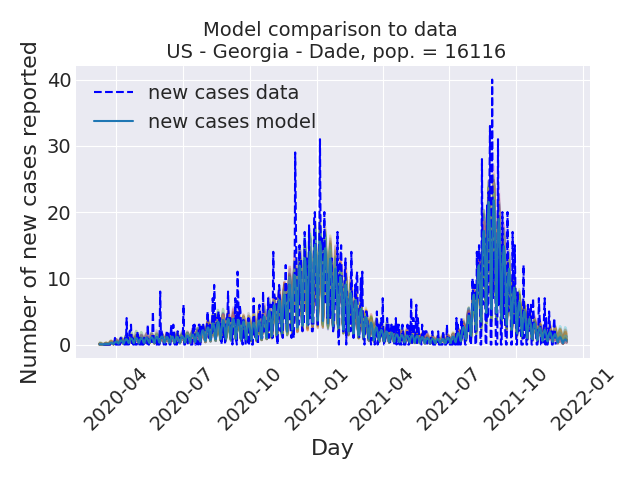 Model comparison to data
US - Georgia - Dade, pop. = 16116
Number of new cases reported
40
30
20
10
0
new cases data
new cases model
2020-04
2020-07
2020-10
2021-01
2021-04
2021-07
2021-10
2022-01
Day